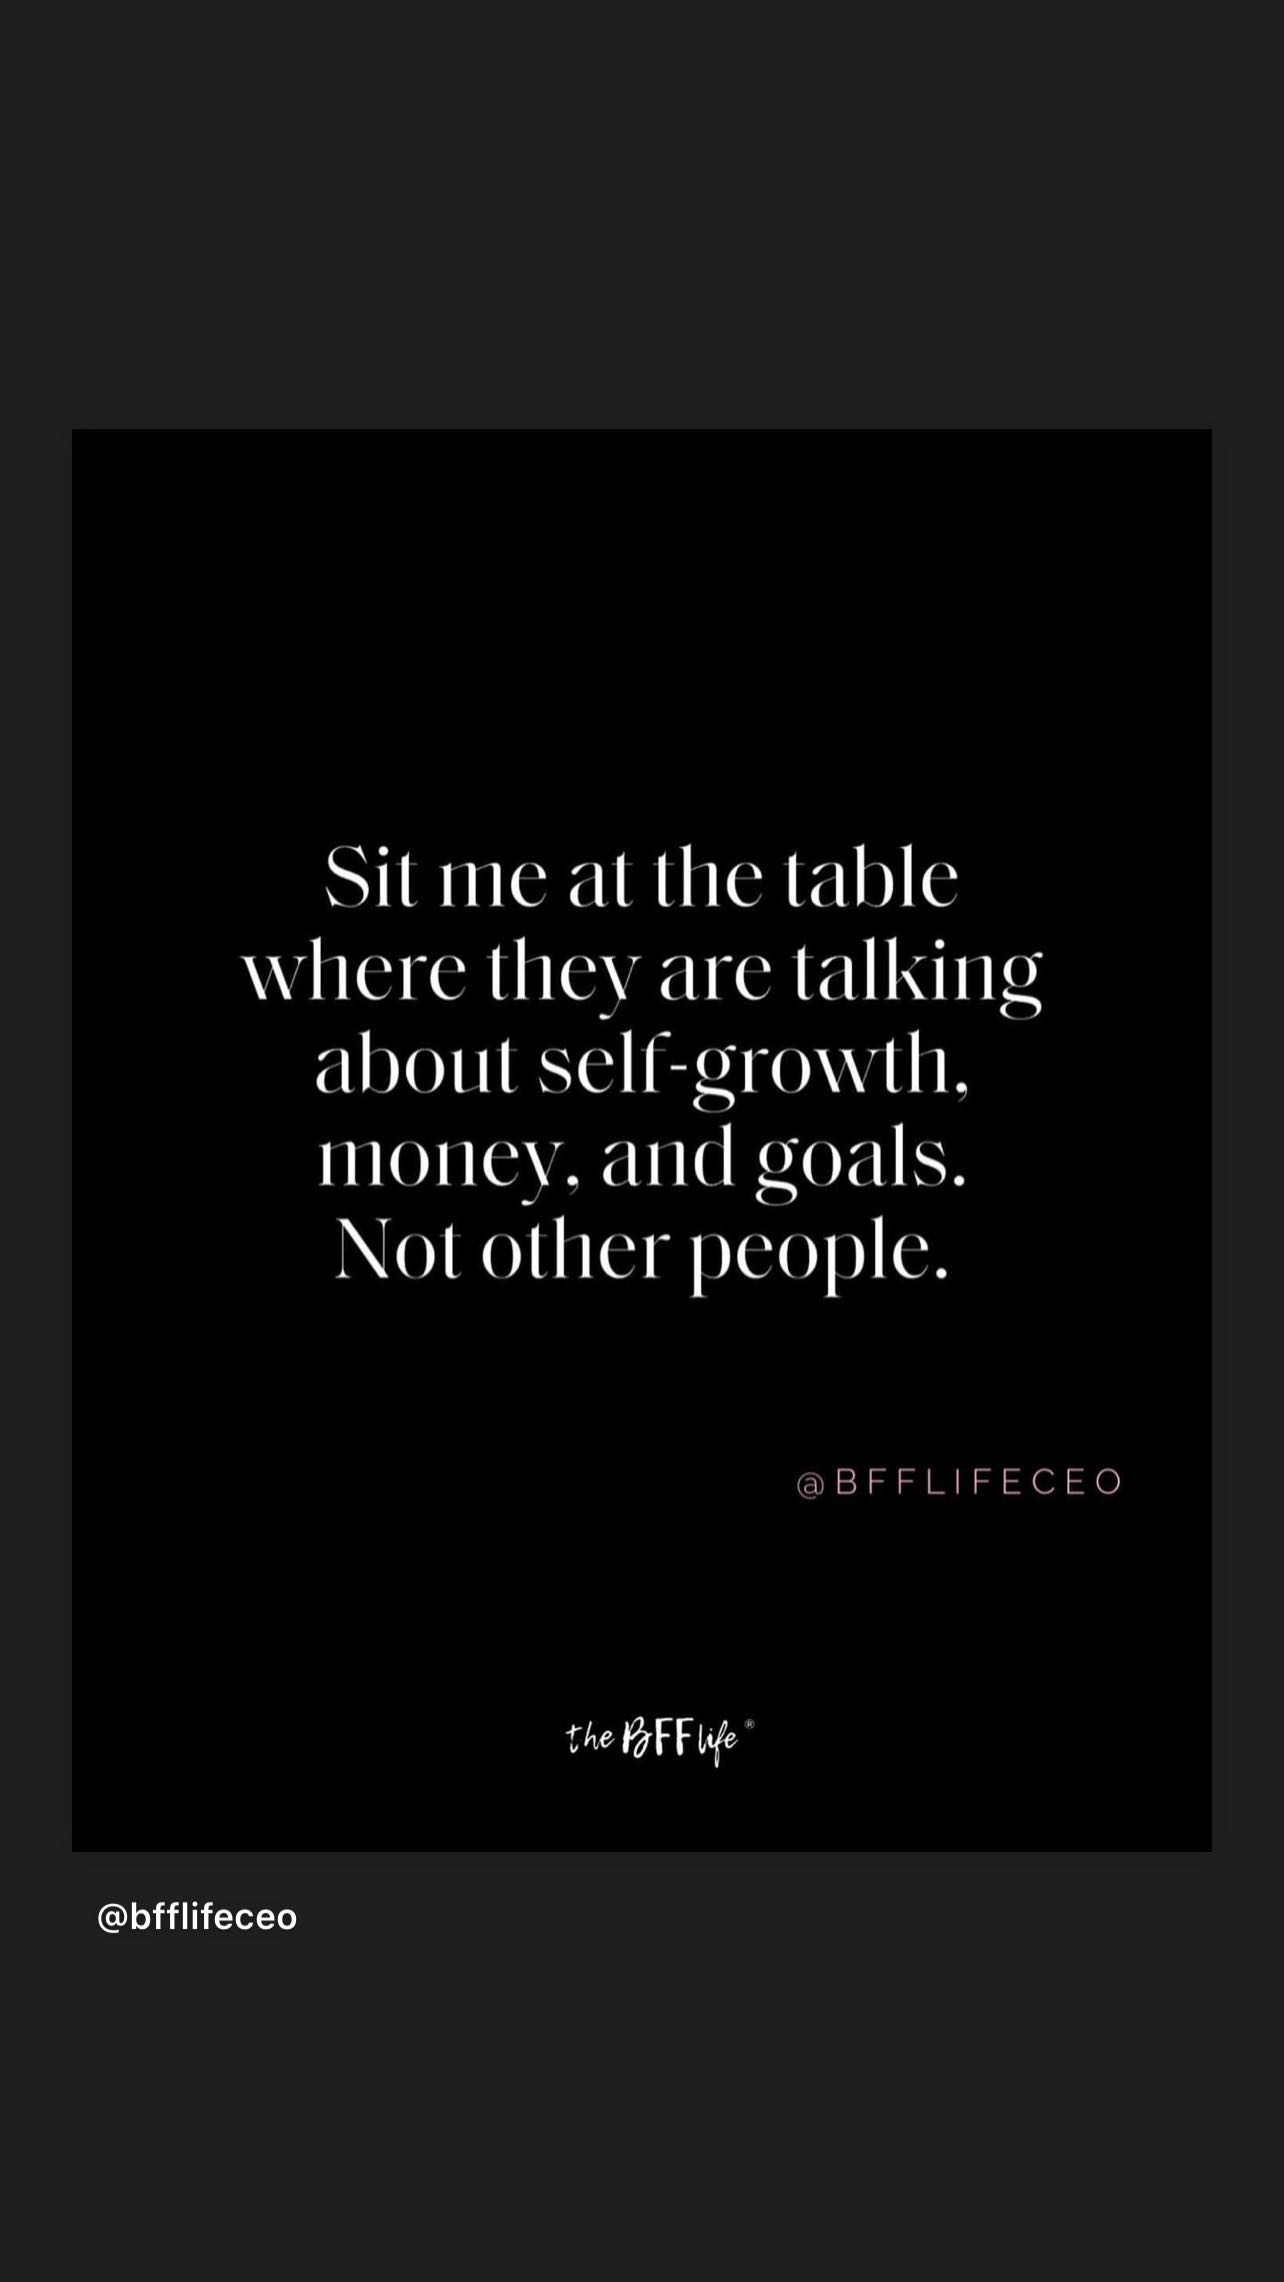 Sit me at the table
where they are talking
about self-growth,
money, and goals.
Not other people.
@BFFLIFECEO
the BFF life®
@bfflifeceo